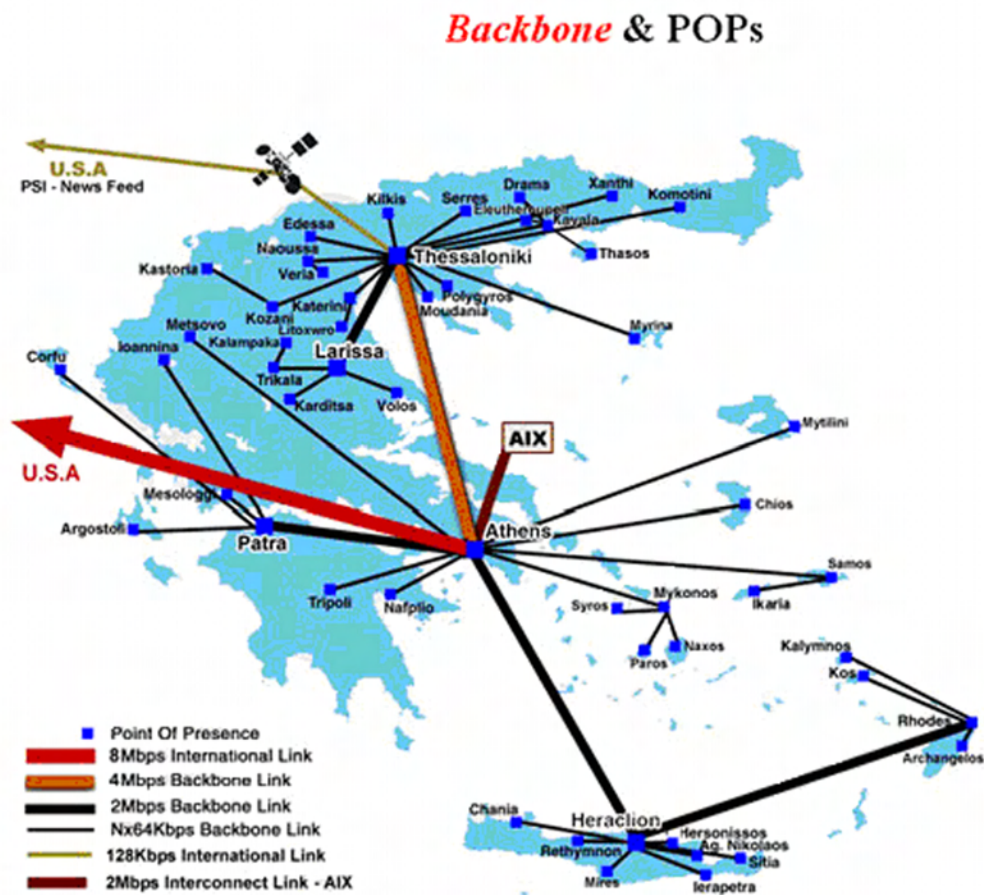 Backbone & POPs
U.S.A
PSI - News Feed
Kilkis
Serres
Drama
Xanthi
Komotini
Eleutheroupoli
Kavala
Edessa
Naoussa
Veria
Thessaloniki
Thasos
Kastoria
Kozani
Katerini
Litoxwro
Polygyros
Moudania
Metsovo
Kalampaka
Larissa
Myrina
Ioannina
Corfu
Trikala
Karditsa
Volos
AIX
Mytilini
U.S.A
Mesologgi
Argostoli
Patra
Athens
Chios
Samos
Ikaria
Tripoli
Nafplio
Syros
Mykonos
Paros
Naxos
Kalymnos
Kos
Rhodes
Archangelos
Point Of Presence
8Mbps International Link
4Mbps Backbone Link
2Mbps Backbone Link
Nx64Kbps Backbone Link
128Kbps International Link
2Mbps Interconnect Link - AIX
Chania
Heraclion
Rethymnon
Hersonissos
Ag. Nikolaos
Sitia
Mires
Ierapetra